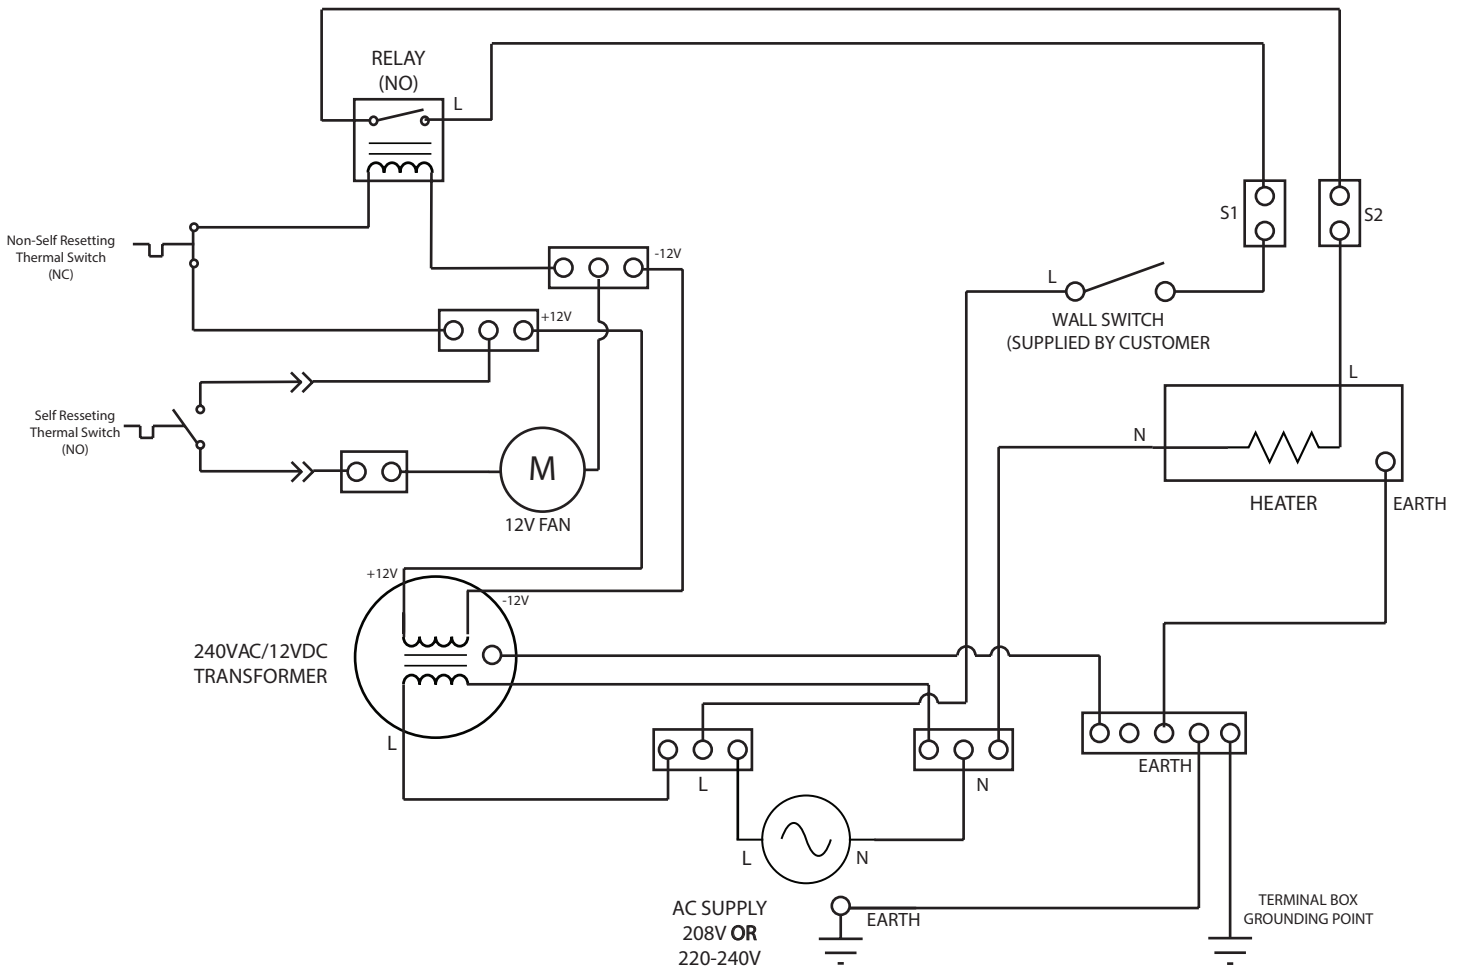 RELAY
(NO)
L
Non-Self Resetting
Thermal Switch
(NC)
-12V
+12V
S1
S2
L
WALL SWITCH
(SUPPLIED BY CUSTOMER
L
N
HEATER
EARTH
Self Resseting
Thermal Switch
(NO)
M
12V FAN
+12V
-12V
240VAC/12VDC
TRANSFORMER
L
L
N
EARTH
L
N
AC SUPPLY
208V OR
220-240V
EARTH
TERMINAL BOX
GROUNDING POINT